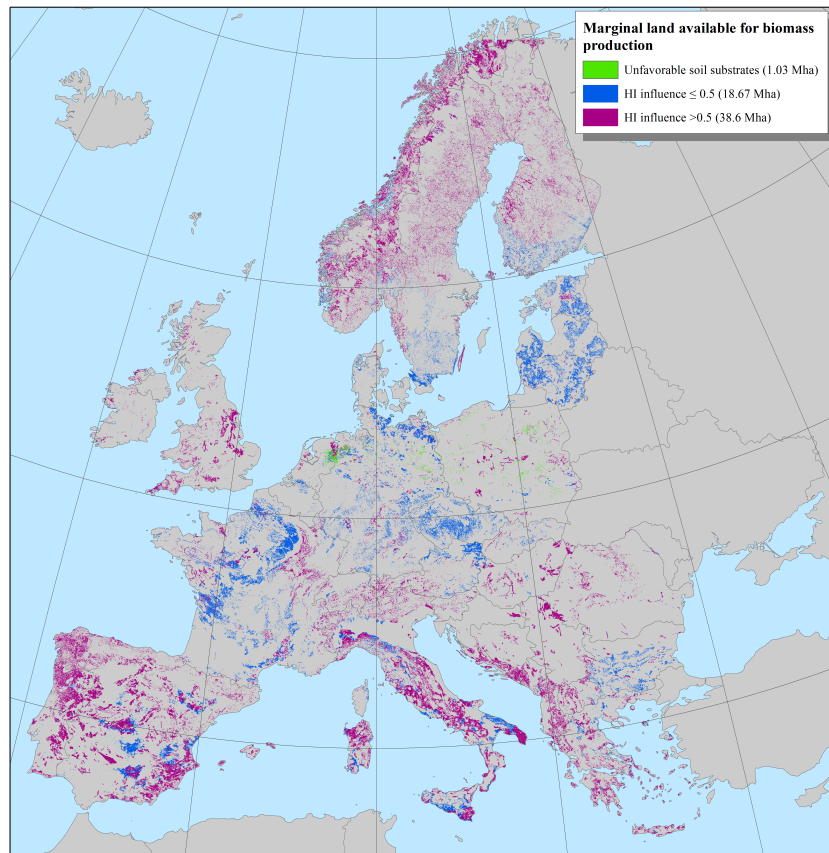 Marginal land available for biomass
production
Unfavorable soil substrates (1.03 Mha)
HI influence ≤ 0.5 (18.67 Mha)
HI influence >0.5 (38.6 Mha)